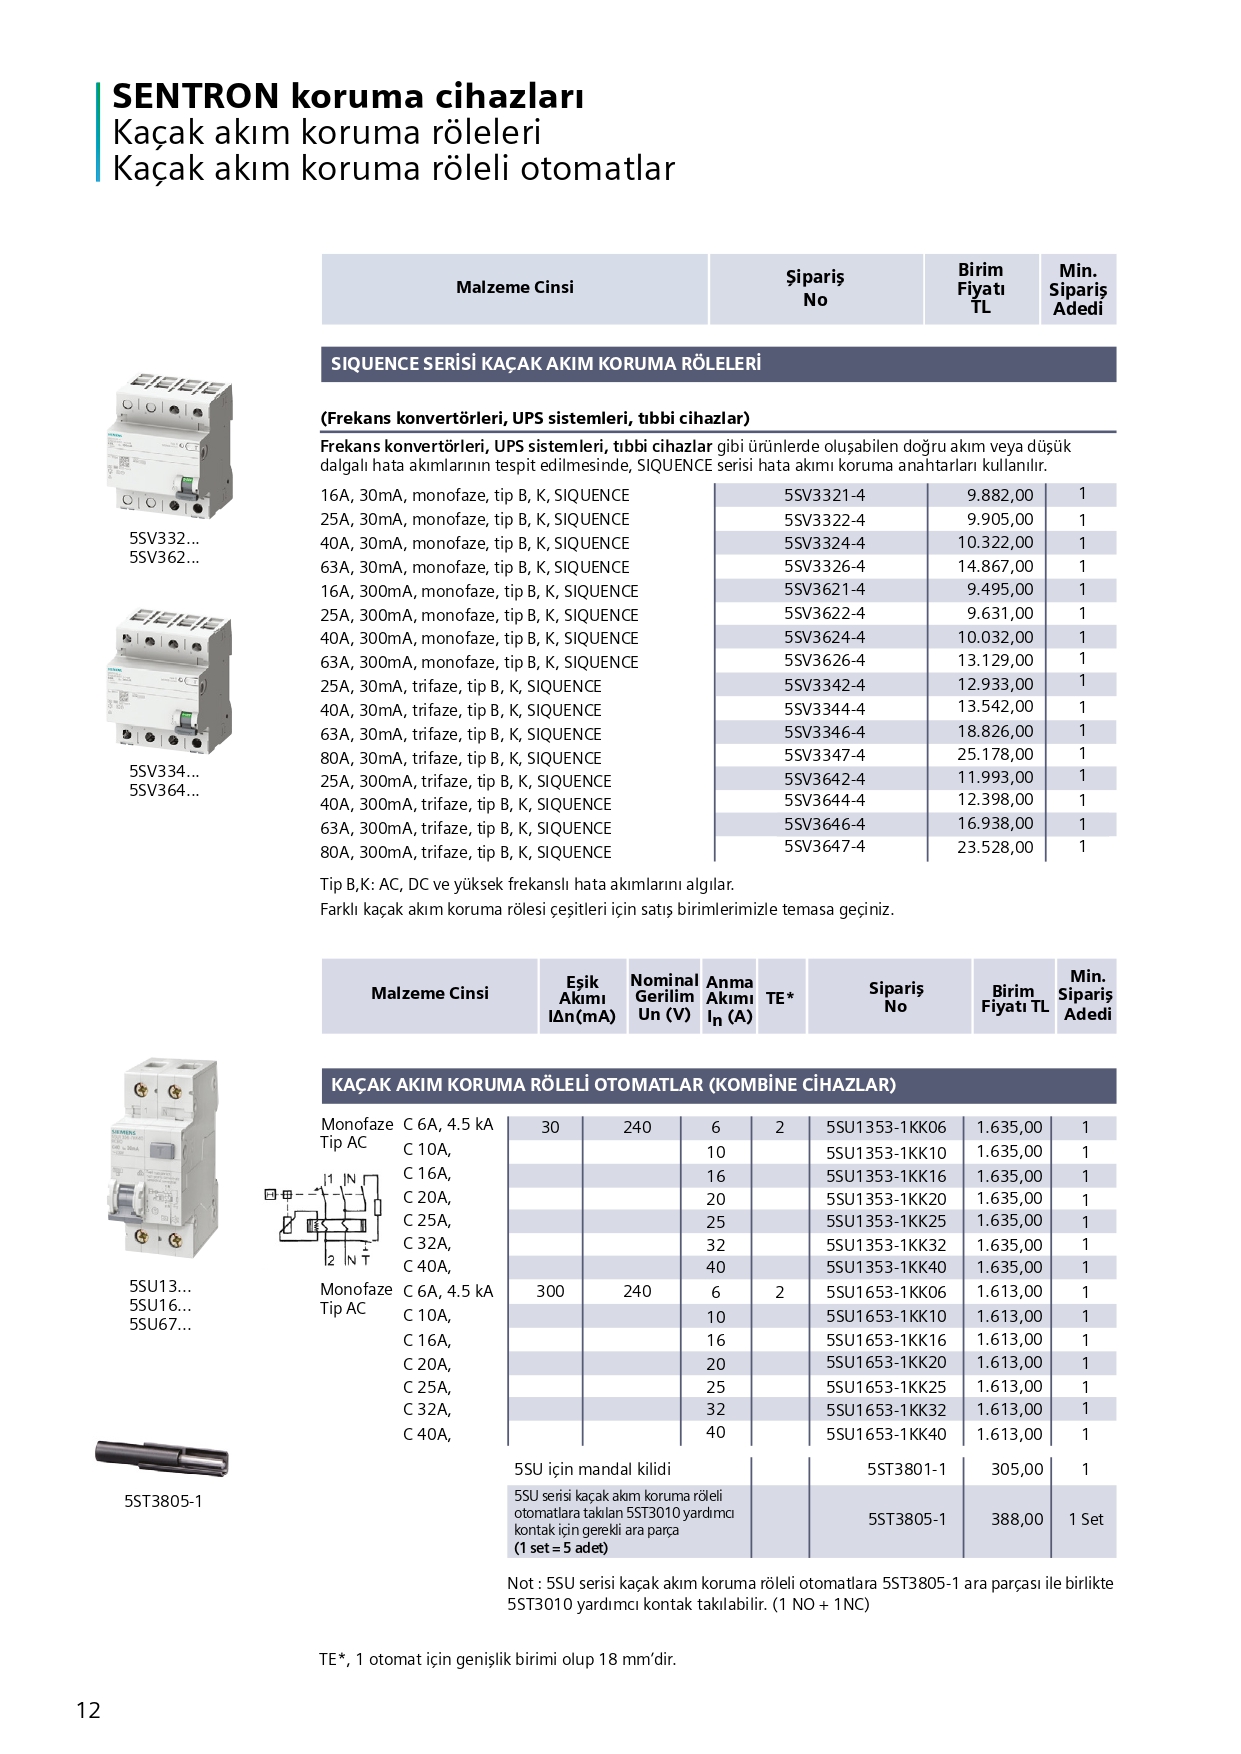 SENTRON koruma cihazları
Kaçak akım koruma röleleri
Kaçak akım koruma röleli otomatlar
Malzeme Cinsi Şipariş No Birim Fiyatı TL Min. Sipariş Adedi
SIQUENCE SERİSİ KAÇAK AKIM KORUMA RÖLELERİ
(Frekans konvertörleri, UPS sistemleri, tıbbi cihazlar)
Frekans konvertörleri, UPS sistemleri, tıbbi cihazlar gibi ürünlerde oluşabilen doğru akım veya düşük
dalgalı hata akımlarının tespit edilmesinde, SIQUENCE serisi hata akımı koruma anahtarları kullanılır.
16A, 30mA, monofaze, tip B, K, SIQUENCE 5SV3321-4 9.882,00 1
25A, 30mA, monofaze, tip B, K, SIQUENCE 5SV3322-4 9.905,00 1
40A, 30mA, monofaze, tip B, K, SIQUENCE 5SV3324-4 10.322,00 1
63A, 30mA, monofaze, tip B, K, SIQUENCE 5SV3326-4 14.867,00 1
16A, 300mA, monofaze, tip B, K, SIQUENCE 5SV3621-4 9.495,00 1
25A, 300mA, monofaze, tip B, K, SIQUENCE 5SV3622-4 9.631,00 1
40A, 300mA, monofaze, tip B, K, SIQUENCE 5SV3624-4 10.032,00 1
63A, 300mA, monofaze, tip B, K, SIQUENCE 5SV3626-4 13.129,00 1
25A, 30mA, trifaze, tip B, K, SIQUENCE 5SV3342-4 12.933,00 1
40A, 30mA, trifaze, tip B, K, SIQUENCE 5SV3344-4 13.542,00 1
63A, 30mA, trifaze, tip B, K, SIQUENCE 5SV3346-4 18.826,00 1
80A, 30mA, trifaze, tip B, K, SIQUENCE 5SV3347-4 25.178,00 1
25A, 300mA, trifaze, tip B, K, SIQUENCE 5SV3642-4 11.993,00 1
40A, 300mA, trifaze, tip B, K, SIQUENCE 5SV3644-4 12.398,00 1
63A, 300mA, trifaze, tip B, K, SIQUENCE 5SV3646-4 16.938,00 1
80A, 300mA, trifaze, tip B, K, SIQUENCE 5SV3647-4 23.528,00 1
SIEMENS
5SV332...
5SV362...
SIEMENS
5SV334...
5SV364...
Tip B,K: AC, DC ve yüksek frekanslı hata akımlarını algılar.
Farklı kaçak akım koruma rölesi çeşitleri için satış birimlerimizle temasa geçiniz.
Malzeme Cinsi Eşik Akımı IΔn(mA) Nominal Gerilim Un (V) Anma Akımı In (A) TE* Sipariş No Birim Fiyatı TL Min. Sipariş Adedi
KAÇAK AKIM KORUMA RÖLELİ OTOMATLAR (KOMBİNE CİHAZLAR)
Monofaze C 6A, 4.5 kA 30 240 6 2 5SU1353-1KK06 1.635,00 1
Tip AC
C 10A, 10 5SU1353-1KK10 1.635,00 1
C 16A, 16 5SU1353-1KK16 1.635,00 1
C 20A, 20 5SU1353-1KK20 1.635,00 1
C 25A, 25 5SU1353-1KK25 1.635,00 1
C 32A, 32 5SU1353-1KK32 1.635,00 1
C 40A, 40 5SU1353-1KK40 1.635,00 1
1 N
H
2 N T
Monofaze C 6A, 4.5 kA 300 240 6 2 5SU1653-1KK06 1.613,00 1
Tip AC
C 10A, 10 5SU1653-1KK10 1.613,00 1
C 16A, 16 5SU1653-1KK16 1.613,00 1
C 20A, 20 5SU1653-1KK20 1.613,00 1
C 25A, 25 5SU1653-1KK25 1.613,00 1
C 32A, 32 5SU1653-1KK32 1.613,00 1
C 40A, 40 5SU1653-1KK40 1.613,00 1
SIEMENS
5SU13...
5SU16...
5SU67...
5SU için mandal kilidi 5ST3801-1 305,00 1
5SU serisi kaçak akım koruma röleli
otomatlara takılan 5ST3010 yardımcı
kontak için gerekli ara parça
(1 set = 5 adet)
5ST3805-1 388,00 1 Set
5ST3805-1
Not : 5SU serisi kaçak akım koruma röleli otomatlara 5ST3805-1 ara parçası ile birlikte
5ST3010 yardımcı kontak takılabilir. (1 NO + 1NC)
TE*, 1 otomat için genişlik birimi olup 18 mm’dir.
12